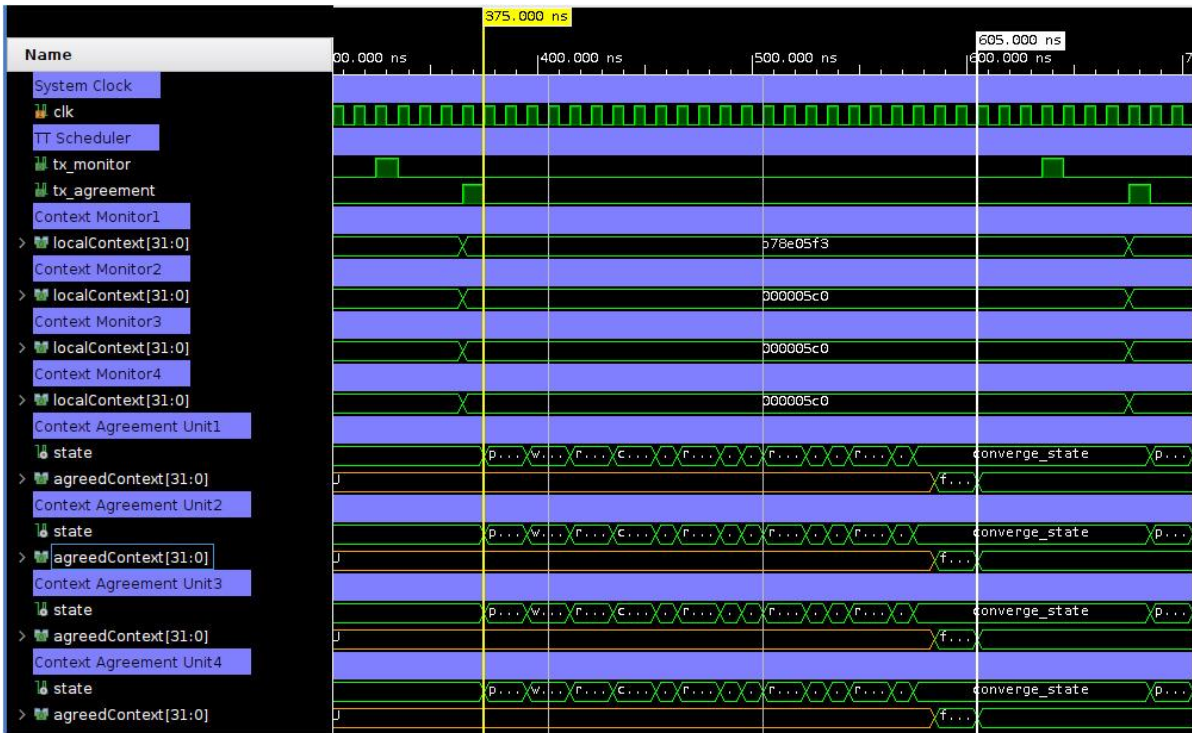 375.000 ns
605.000 ns
Name
00.000 ns 400.000 ns 500.000 ns 600.000 ns 7
System Clock
clk
TT Scheduler
tx_monitor
tx_agreement
Context Monitor1
localContext[31:0] b78e05f3
Context Monitor2
localContext[31:0] 000005c0
Context Monitor3
localContext[31:0] 000005c0
Context Monitor4
localContext[31:0] 000005c0
Context Agreement Unit1
state p... w... r... c... . r... . . r... . . r... . converge_state p...
agreedContext[31:0] U f...
Context Agreement Unit2
state p... w... r... c... . r... . . r... . . r... . converge_state p...
agreedContext[31:0] U f...
Context Agreement Unit3
state p... w... r... c... . r... . . r... . . r... . converge_state p...
agreedContext[31:0] U f...
Context Agreement Unit4
state p... w... r... c... . r... . . r... . . r... . converge_state p...
agreedContext[31:0] U f...